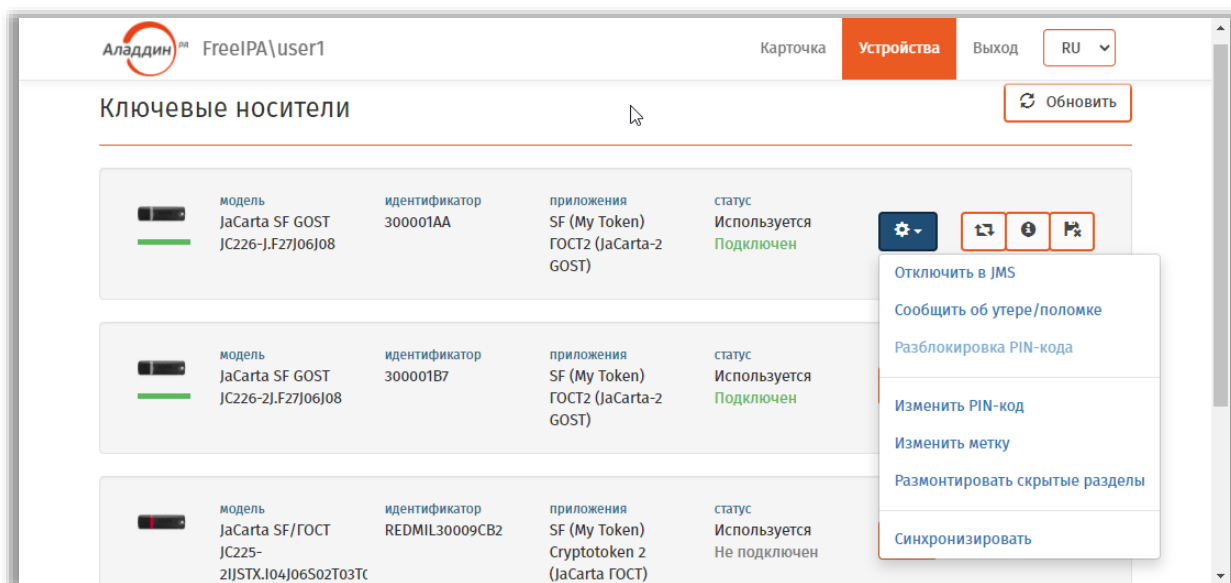 Аладдин РД FreeIPA\user1 Карточка Устройства Выход RU
Ключевые носители
Обновить
модель идентификатор приложения статус
JaCarta SF GOST 300001AA SF (My Token) Используется
JC226-J.F27J06J08 ГОСТ2 (JaCarta-2 Подключен
GOST)
Отключить в JMS
Сообщить об утере/поломке
Разблокировка PIN-кода
Изменить PIN-код
Изменить метку
Размонтировать скрытые разделы
Синхронизировать
модель идентификатор приложения статус
JaCarta SF GOST 300001B7 SF (My Token) Используется
JC226-2J.F27J06J08 ГОСТ2 (JaCarta-2 Подключен
GOST)
модель идентификатор приложения статус
JaCarta SF/ГОСТ REDMIL30009CB2 SF (My Token) Используется
JC225- Cryptotoken 2 Не подключен
2IJSTX.I04J06S02T03T (JaCarta ГОСТ)